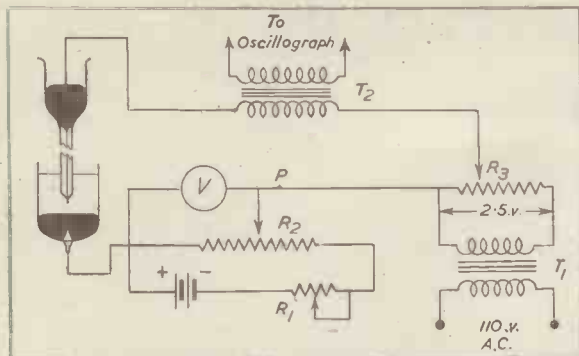 To
Oscillograph
T2
V
P
R3
2·5.v.
R2
T1
+ -
R1
110.v.
A.C.